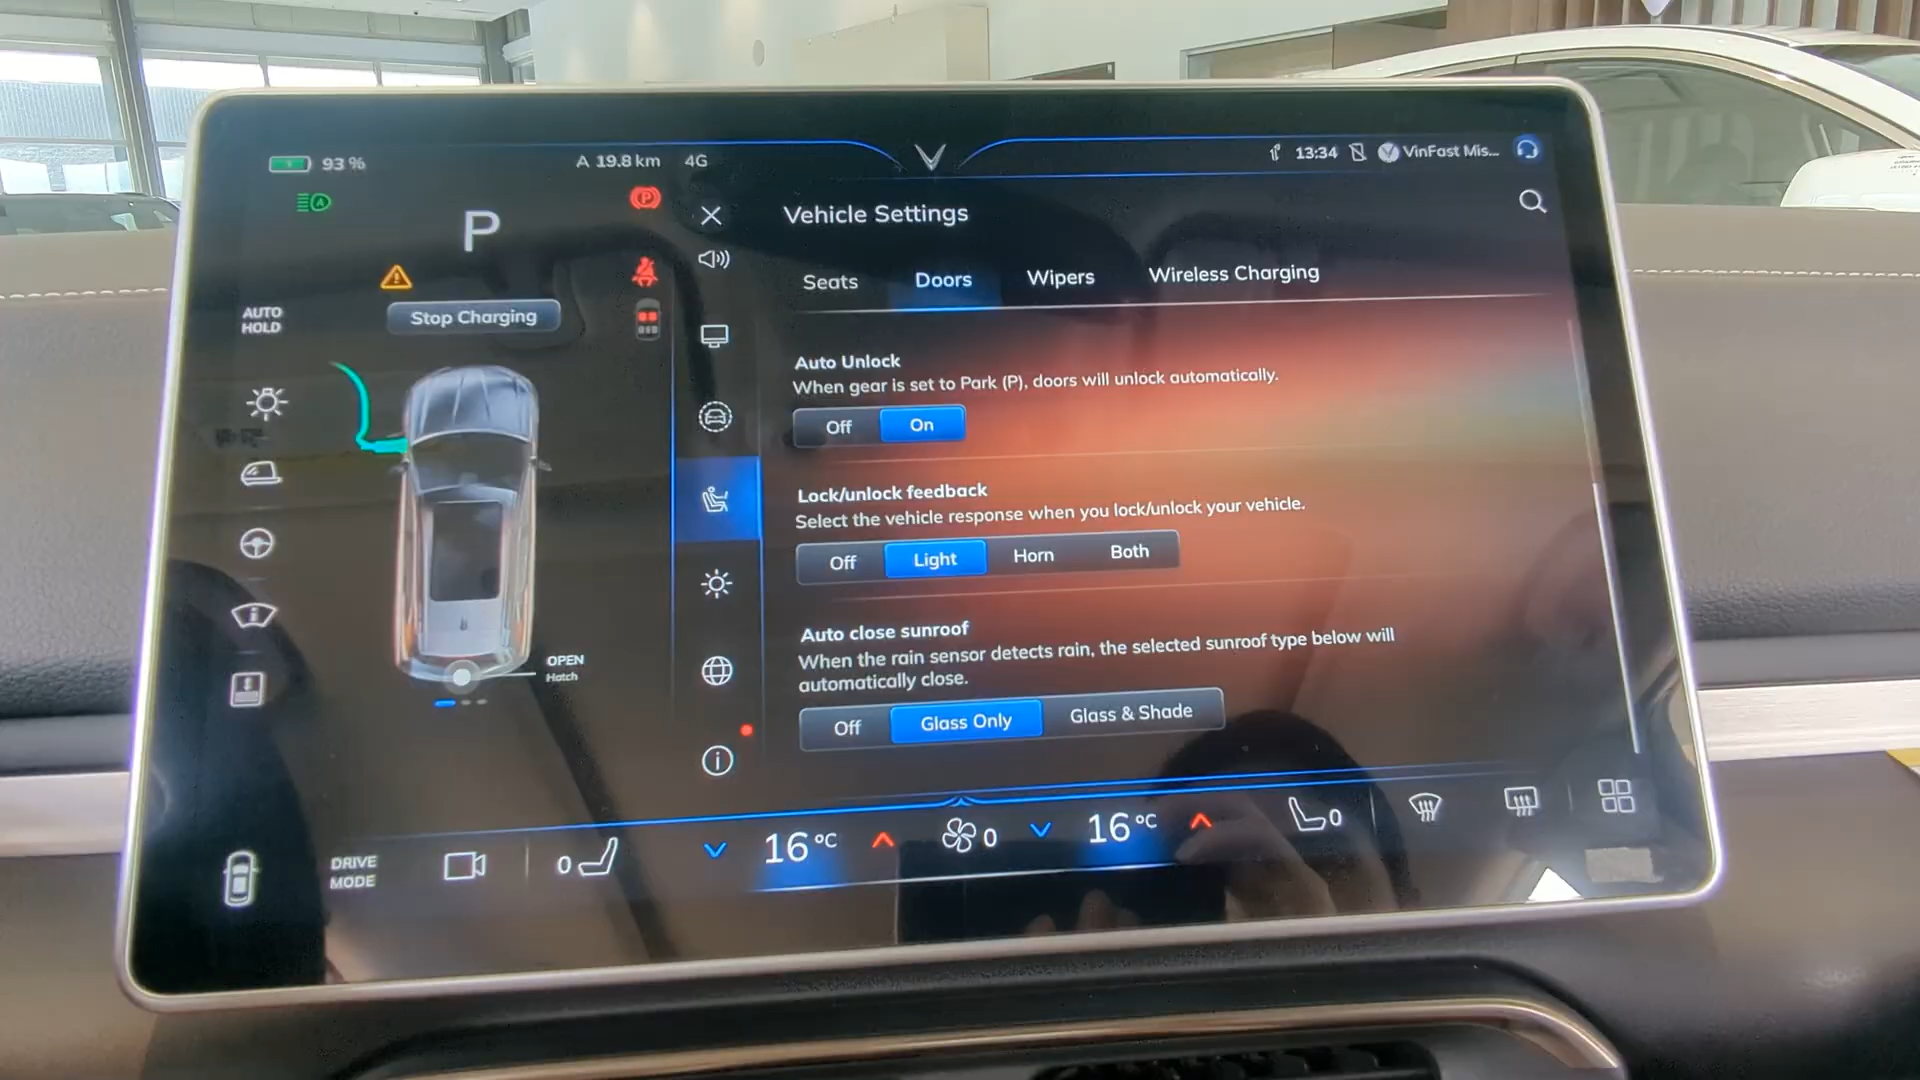 93 %
A 19.8 km
4G
13:34
VinFast Mis...
P
Vehicle Settings
Seats
Doors
Wipers
Wireless Charging
AUTO
HOLD
Stop Charging
Auto Unlock
When gear is set to Park (P), doors will unlock automatically.
Off
On
Lock/unlock feedback
Select the vehicle response when you lock/unlock your vehicle.
Off
Light
Horn
Both
Auto close sunroof
When the rain sensor detects rain, the selected sunroof type below will
automatically close.
Off
Glass Only
Glass & Shade
OPEN
Hatch
DRIVE
MODE
0
16 °C
0
16 °C
0